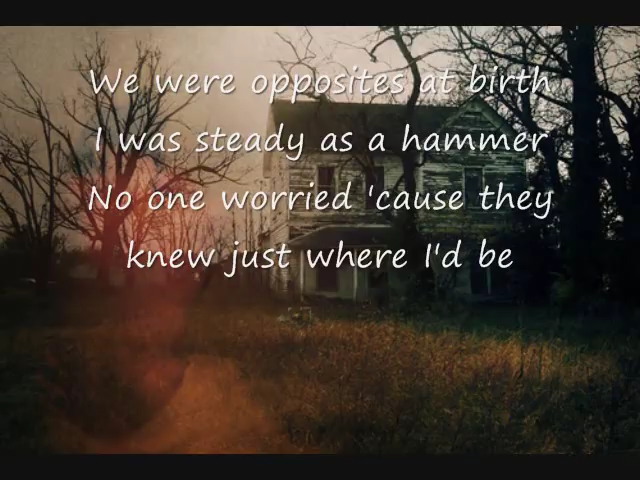 We were opposites at birth
I was steady as a hammer
No one worried 'cause they
knew just where I'd be